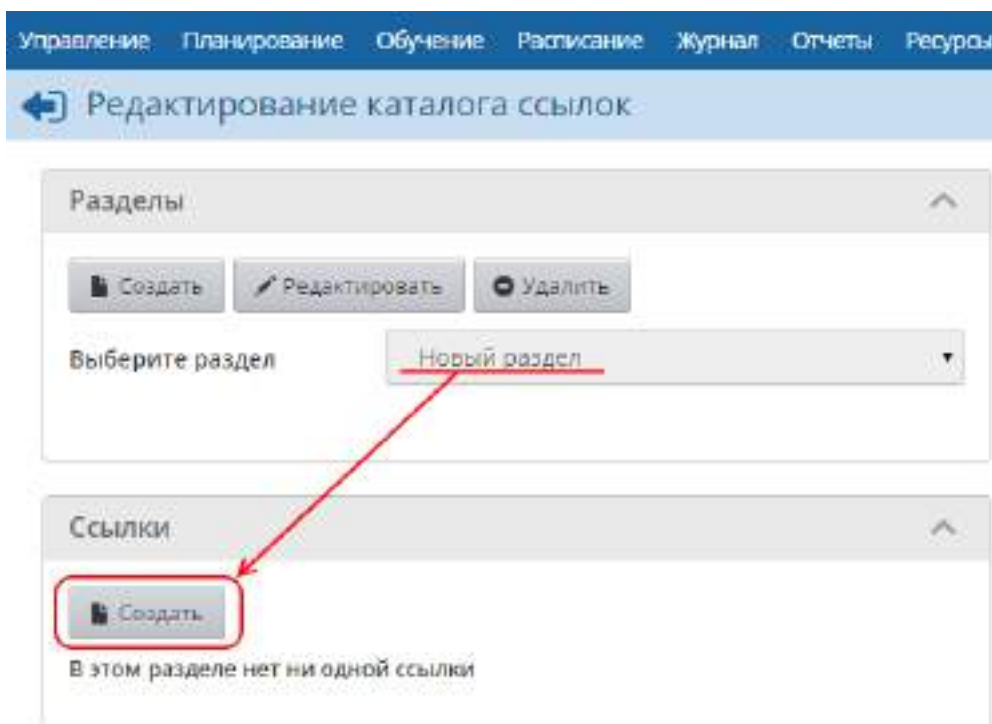 Управление Планирование Обучение Расписание Журнал Отчеты Ресурсы
Редактирование каталога ссылок
Разделы
Создать Редактировать Удалить
Выберите раздел Новый раздел
Ссылки
Создать
В этом разделе нет ни одной ссылки